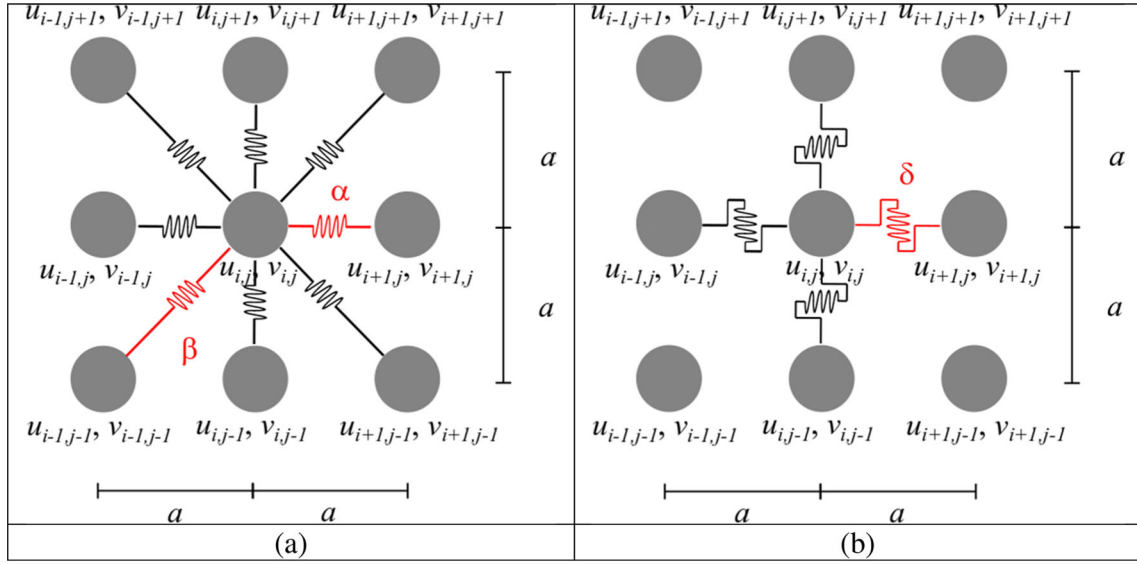 u_{i-1,j+1}, v_{i-1,j+1} u_{i,j+1}, v_{i,j+1} u_{i+1,j+1}, v_{i+1,j+1}
a
α
u_{i-1,j}, v_{i-1,j} u_{i,j}, v_{i,j} u_{i+1,j}, v_{i+1,j}
a
β
u_{i-1,j-1}, v_{i-1,j-1} u_{i,j-1}, v_{i,j-1} u_{i+1,j-1}, v_{i+1,j-1}
a a
(a)
u_{i-1,j+1}, v_{i-1,j+1} u_{i,j+1}, v_{i,j+1} u_{i+1,j+1}, v_{i+1,j+1}
a
δ
u_{i-1,j}, v_{i-1,j} u_{i,j}, v_{i,j} u_{i+1,j}, v_{i+1,j}
a
u_{i-1,j-1}, v_{i-1,j-1} u_{i,j-1}, v_{i,j-1} u_{i+1,j-1}, v_{i+1,j-1}
a a
(b)